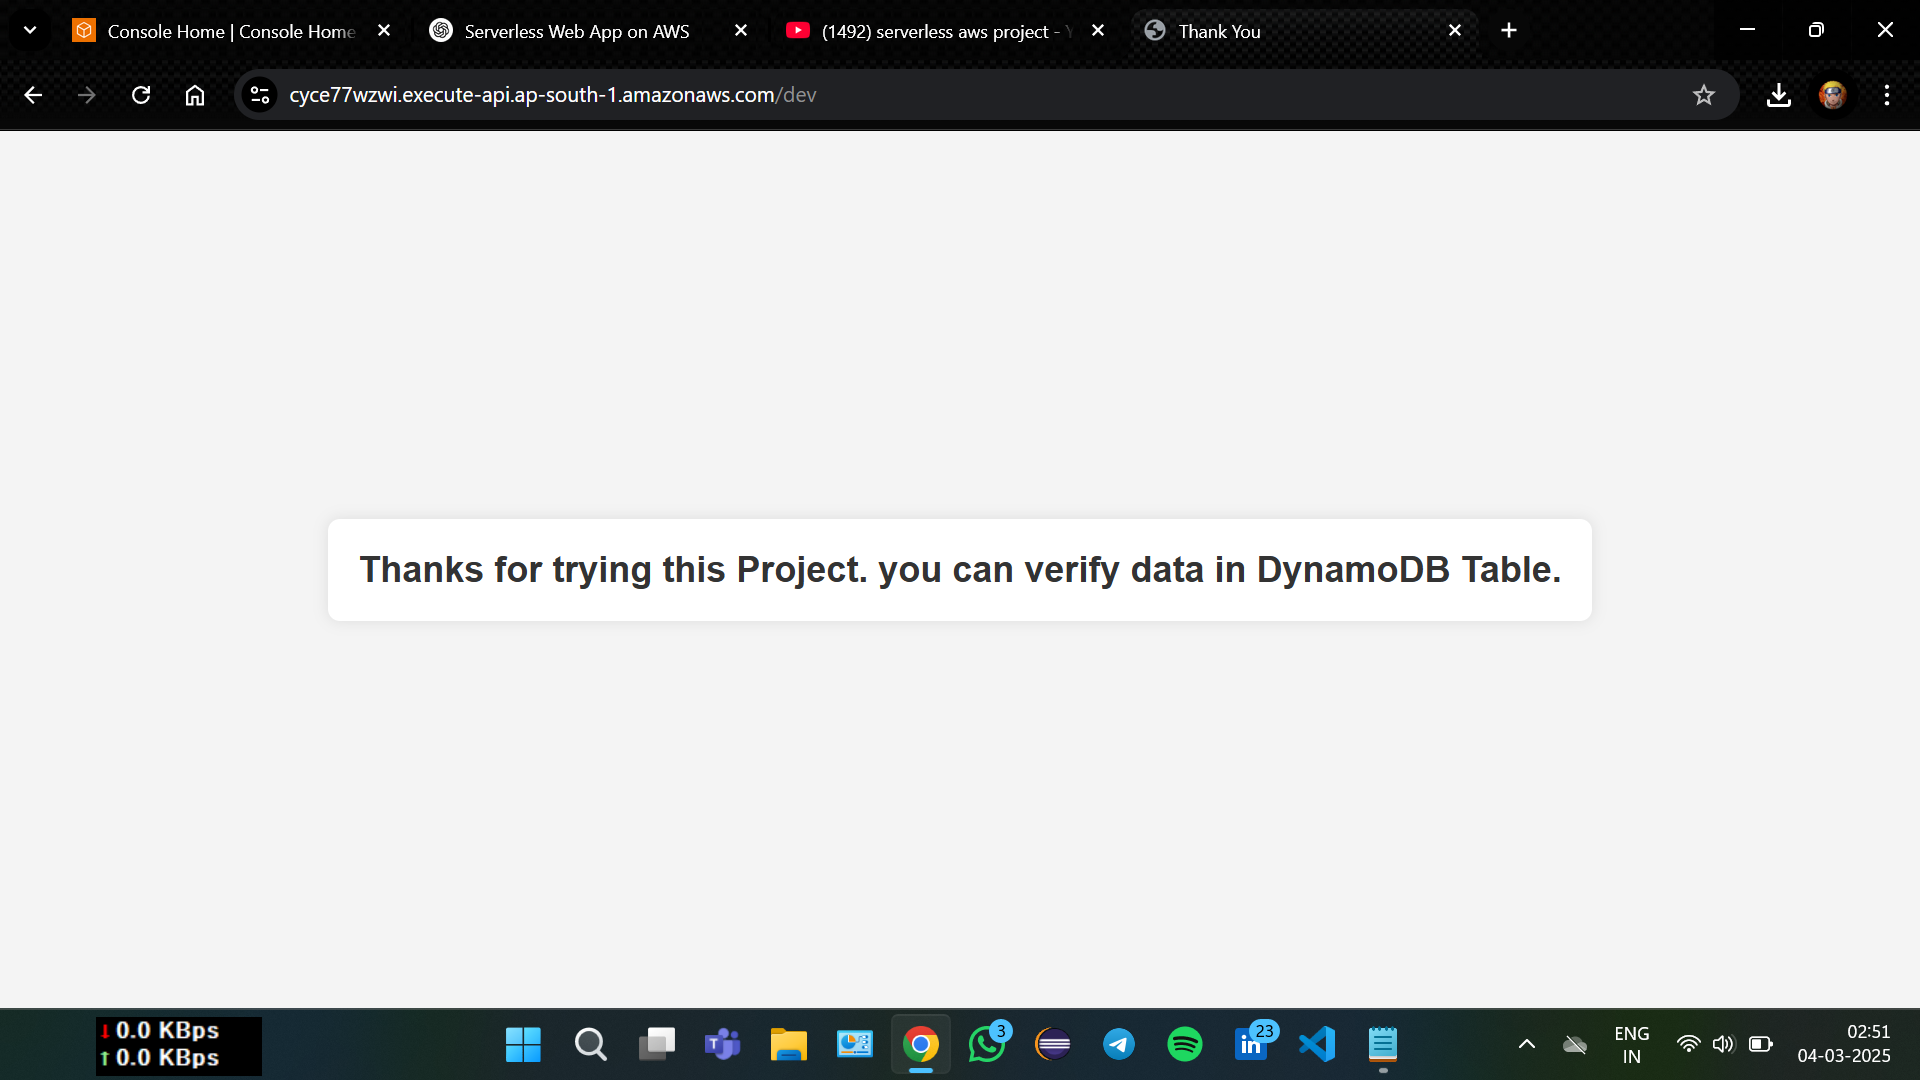 Console Home | Console Home
Serverless Web App on AWS
(1492) serverless aws project -
Thank You
cyce77wzwi.execute-api.ap-south-1.amazonaws.com/dev
Thanks for trying this Project. you can verify data in DynamoDB Table.
↓ 0.0 KBps
↑ 0.0 KBps
T
3
in
23
ENG
IN
02:51
04-03-2025